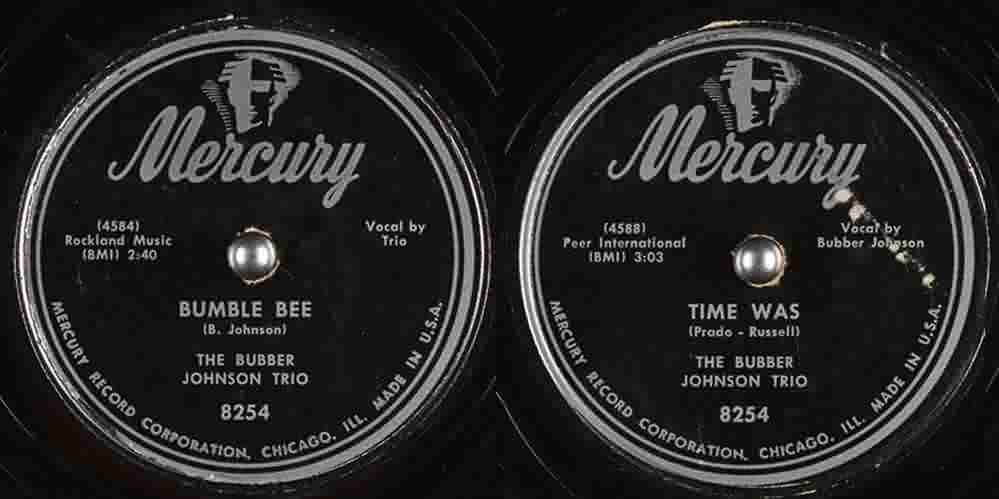 Mercury
(4584)
Rockland Music
(BMI) 2:40
Vocal by
Trio
BUMBLE BEE
(B. Johnson)
THE BUBBER
JOHNSON TRIO
8254
MERCURY RECORD CORPORATION, CHICAGO, ILL. MADE IN U.S.A.
Mercury
(4588)
Peer International
(BMI) 3:03
Vocal by
Bubber Johnson
TIME WAS
(Prado - Russell)
THE BUBBER
JOHNSON TRIO
8254
MERCURY RECORD CORPORATION, CHICAGO, ILL. MADE IN U.S.A.